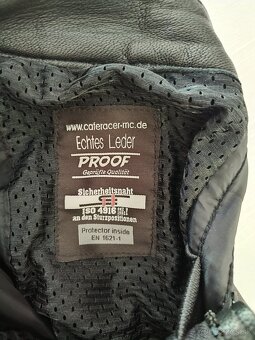 www.caferacer-mc.de
Echtes Leder
PROOF
Geprüfte Qualität
Sicherheitsnaht
ISO 4916
an den Sturzpositionen
Protector inside
EN 1621-1